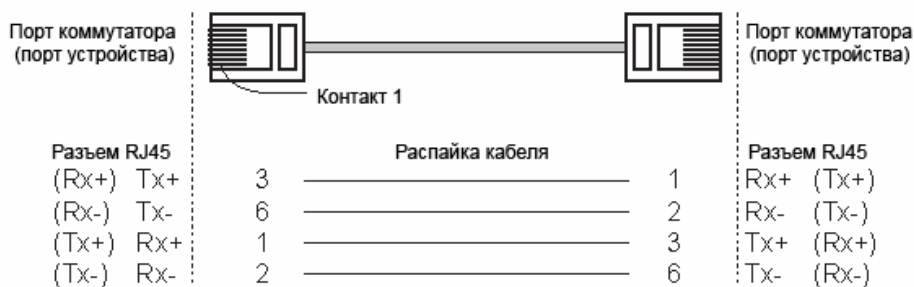 Порт коммутатора
(порт устройства)
Порт коммутатора
(порт устройства)
Контакт 1
Разъем RJ45 Распайка кабеля Разъем RJ45
(Rx+) Tx+ 3 1 Rx+ (Tx+)
(Rx-) Tx- 6 2 Rx- (Tx-)
(Tx+) Rx+ 1 3 Tx+ (Rx+)
(Tx-) Rx- 2 6 Tx- (Rx-)